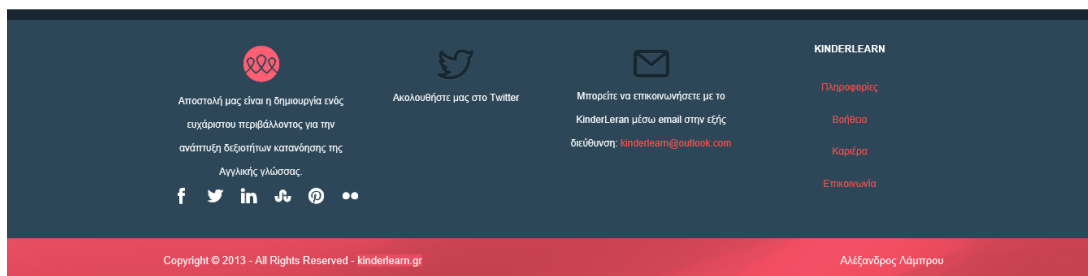 Αποστολή μας είναι η δημιουργία ενός
ευχάριστου περιβάλλοντος για την
ανάπτυξη δεξιοτήτων κατανόησης της
Αγγλικής γλώσσας.
Ακολουθήστε μας στο Twitter
Μπορείτε να επικοινωνήσετε με το
KinderLeran μέσω email στην εξής
διεύθυνση: kinderlearn@outlook.com
KINDERLEARN
Πληροφορίες
Βοήθεια
Καριέρα
Επικοινωνία
Copyright © 2013 - All Rights Reserved - kinderlearn.gr
Αλέξανδρος Λάμπρου